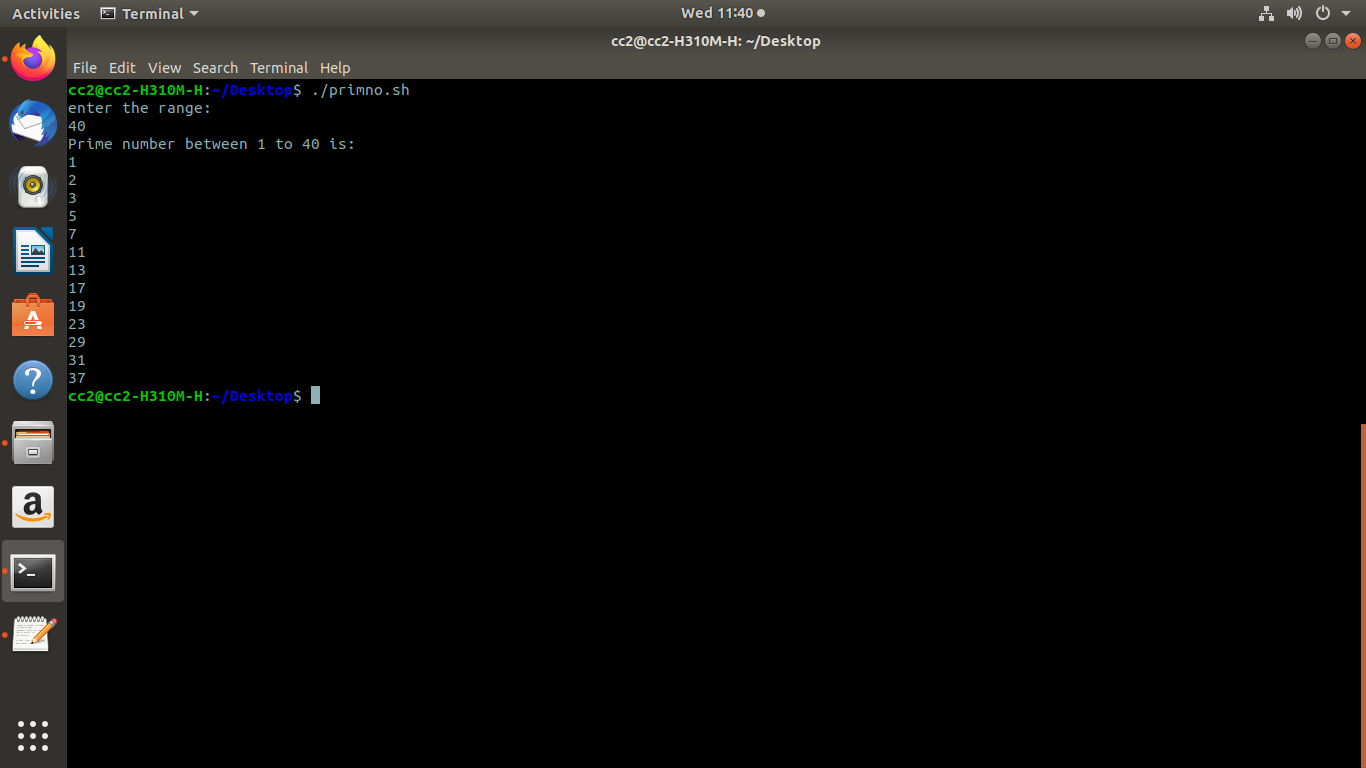 Activities Terminal Wed 11:40
cc2@cc2-H310M-H: ~/Desktop
File Edit View Search Terminal Help
cc2@cc2-H310M-H:~/Desktop$ ./primno.sh
enter the range:
40
Prime number between 1 to 40 is:
1
2
3
5
7
11
13
17
19
23
29
31
37
cc2@cc2-H310M-H:~/Desktop$